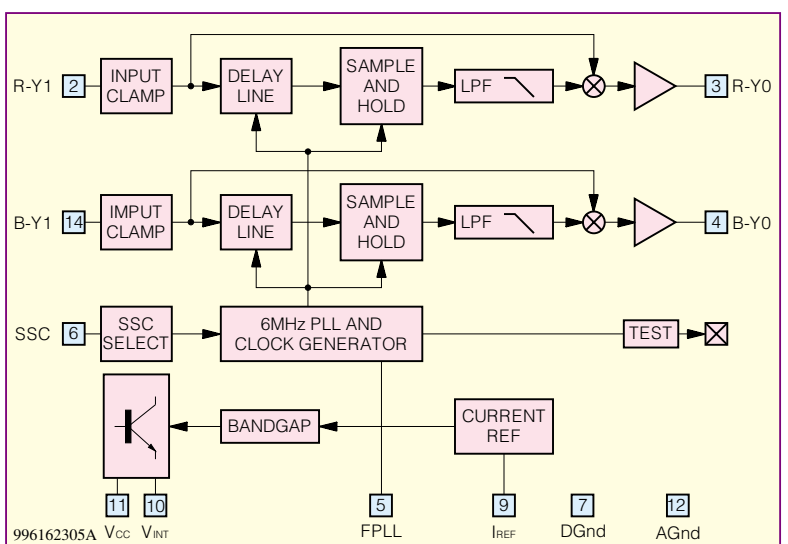 R-Y1 2 INPUT CLAMP DELAY LINE SAMPLE AND HOLD LPF 3 R-Y0
B-Y1 14 IMPUT CLAMP DELAY LINE SAMPLE AND HOLD LPF 4 B-Y0
SSC 6 SSC SELECT 6MHz PLL AND CLOCK GENERATOR TEST
BANDGAP CURRENT REF
11 10 5 9 7 12
996162305A VCC VINT FPLL IREF DGnd AGnd